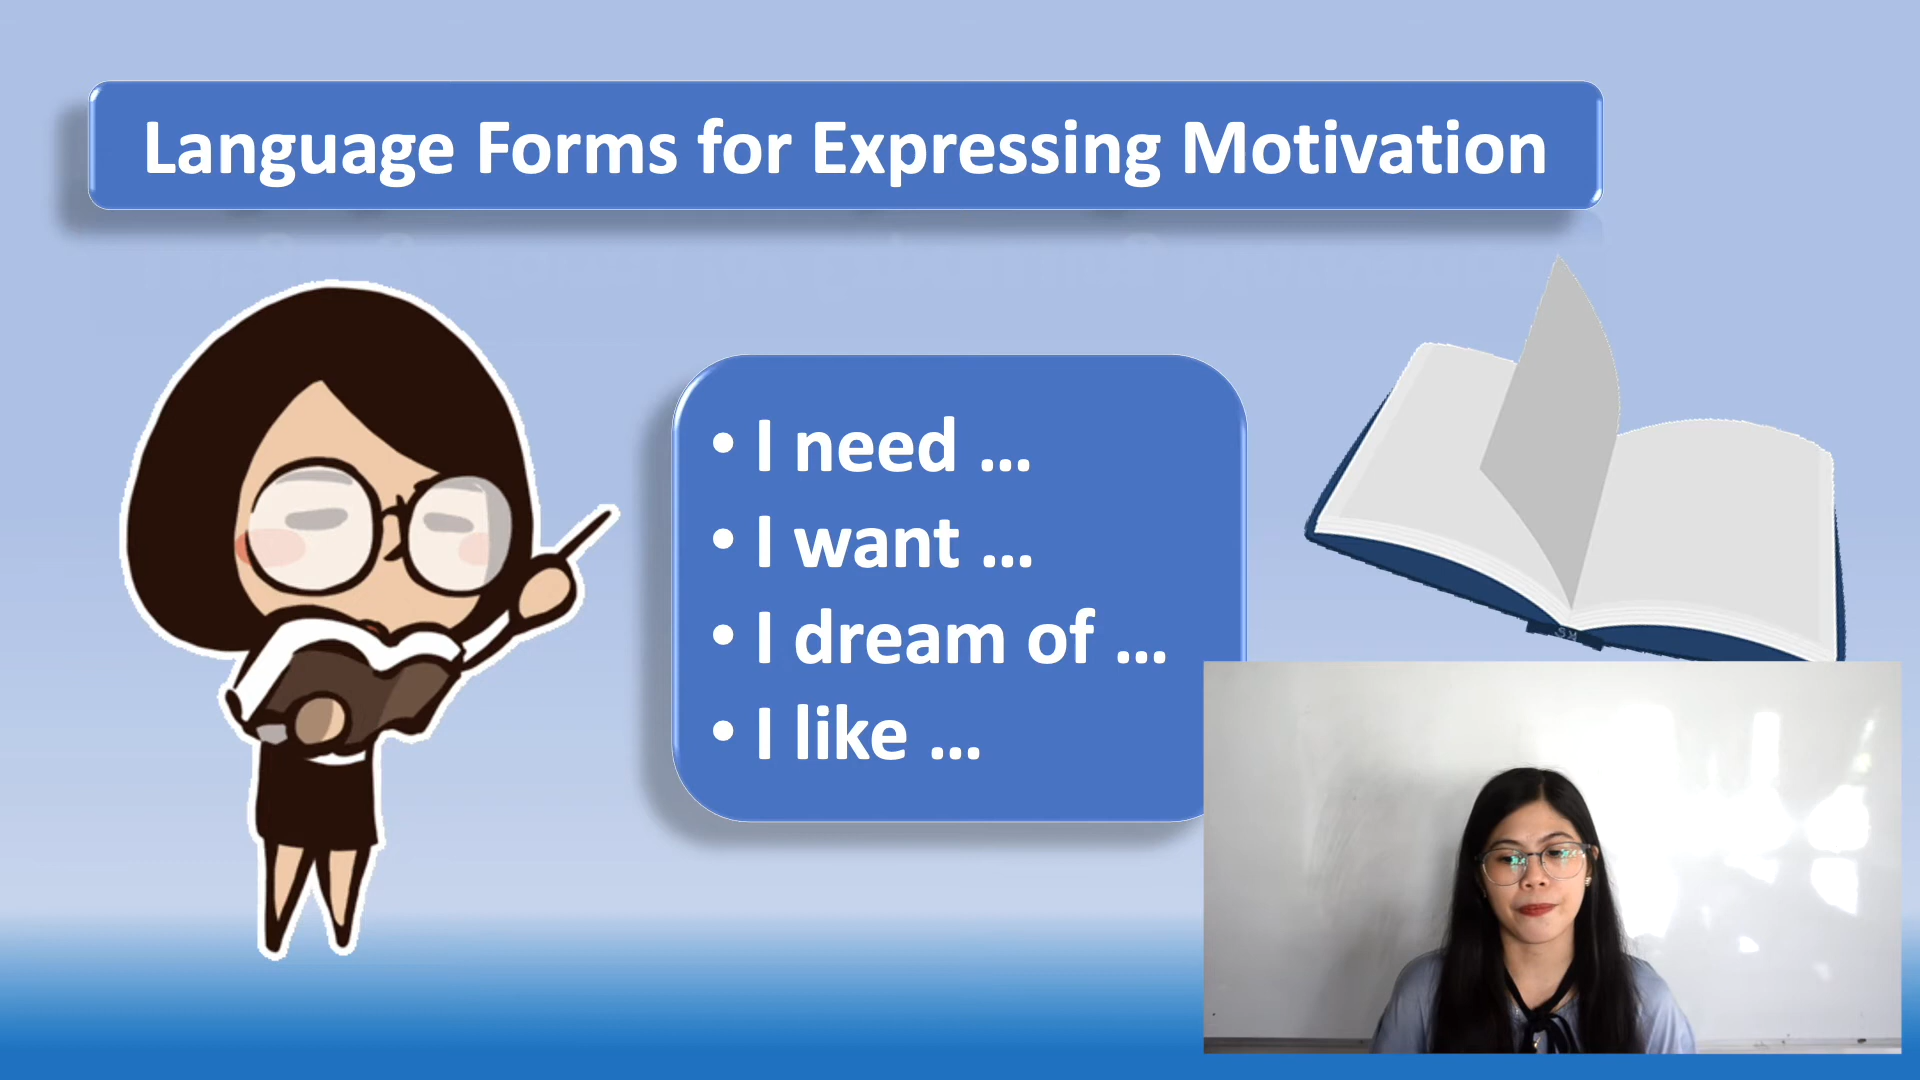 Language Forms for Expressing Motivation
• I need ...
• I want ...
• I dream of ...
• I like ...